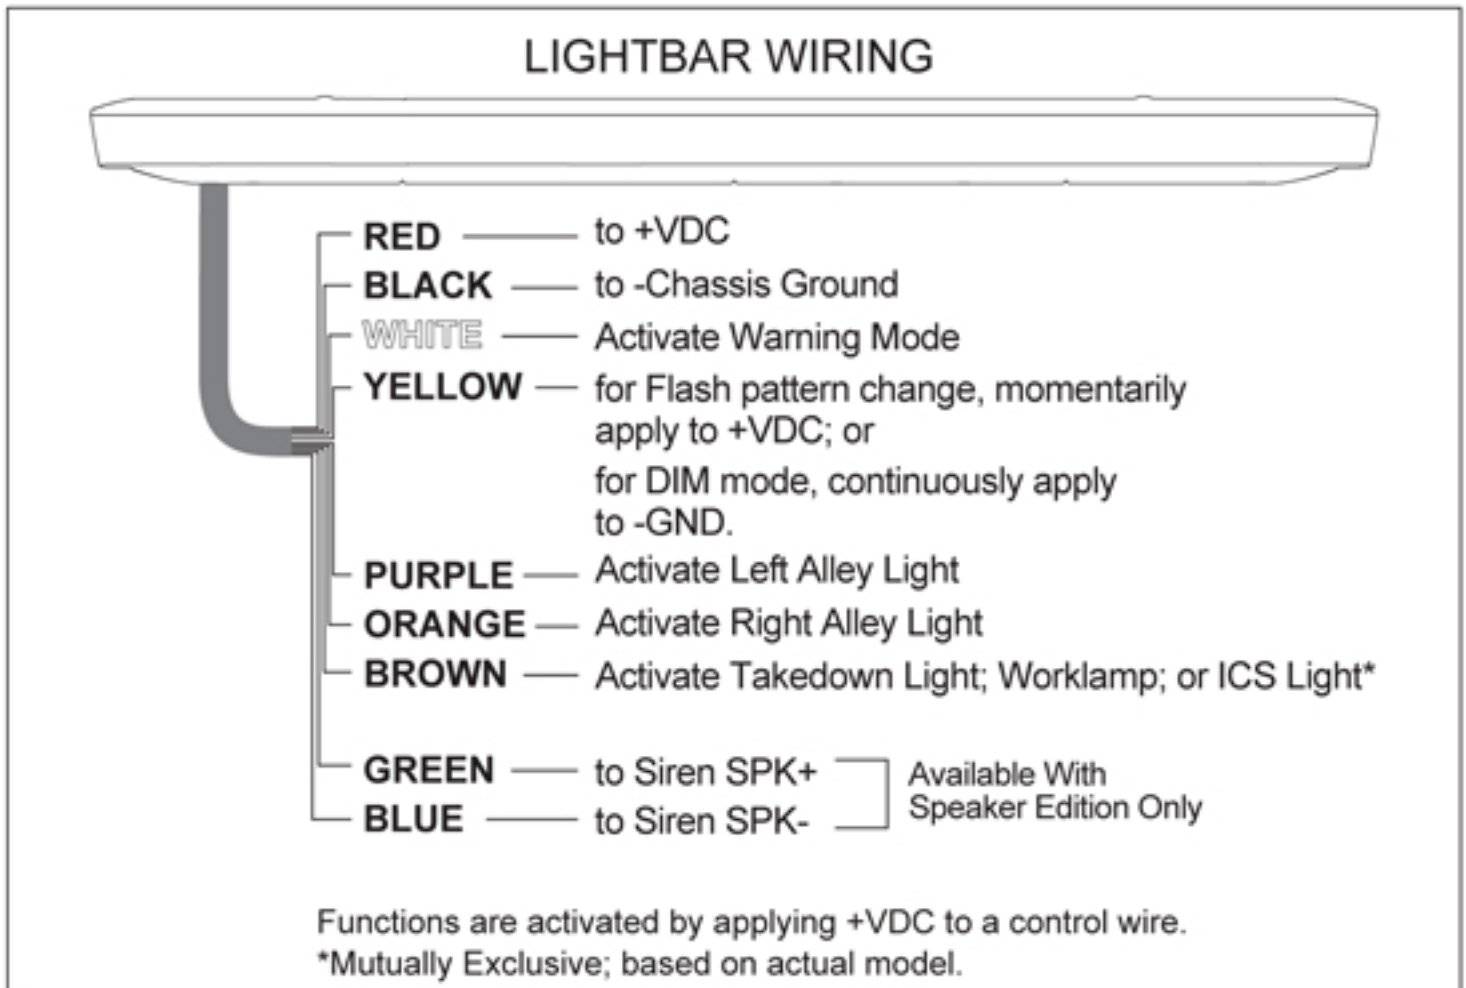 LIGHTBAR WIRING
RED to +VDC
BLACK to -Chassis Ground
WHITE Activate Warning Mode
YELLOW for Flash pattern change, momentarily
apply to +VDC; or
for DIM mode, continuously apply
to -GND.
PURPLE Activate Left Alley Light
ORANGE Activate Right Alley Light
BROWN Activate Takedown Light; Worklamp; or ICS Light*
GREEN to Siren SPK+
BLUE to Siren SPK-
Available With
Speaker Edition Only
Functions are activated by applying +VDC to a control wire.
*Mutually Exclusive; based on actual model.